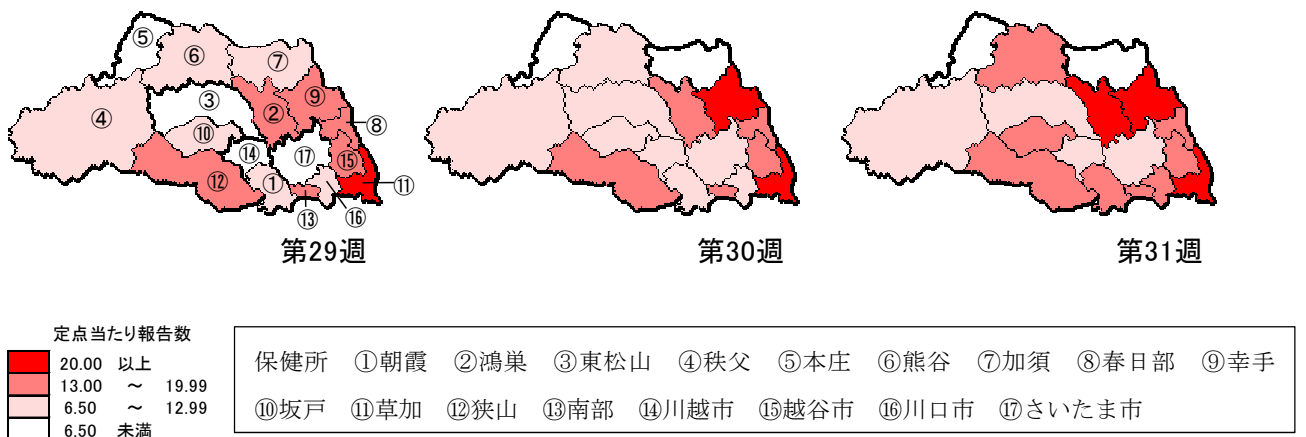 ⑤
⑥
⑦
③
④
②
⑨
⑧
⑩
⑭
⑰
⑮
⑫
①
⑪
⑬
⑯
第29週
第30週
第31週
定点当たり報告数
20.00 以上
13.00 ～ 19.99
6.50 ～ 12.99
6.50 未満
保健所 ①朝霞 ②鴻巣 ③東松山 ④秩父 ⑤本庄 ⑥熊谷 ⑦加須 ⑧春日部 ⑨幸手
⑩坂戸 ⑪草加 ⑫狭山 ⑬南部 ⑭川越市 ⑮越谷市 ⑯川口市 ⑰さいたま市